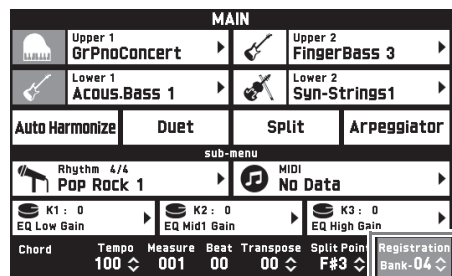 MAIN
Upper 1
GrPnoConcert
Upper 2
FingerBass 3
Lower 1
Acous.Bass 1
Lower 2
Syn-Strings1
Auto Harmonize
Duet
Split
Arpeggiator
sub-menu
Rhythm 4/4
Pop Rock 1
MIDI
No Data
K1 : 0
EQ Low Gain
K2 : 0
EQ Mid1 Gain
K3 : 0
EQ High Gain
Chord Tempo Measure Beat Transpose Split Point Registration
100 001 00 00 F#3 Bank-04